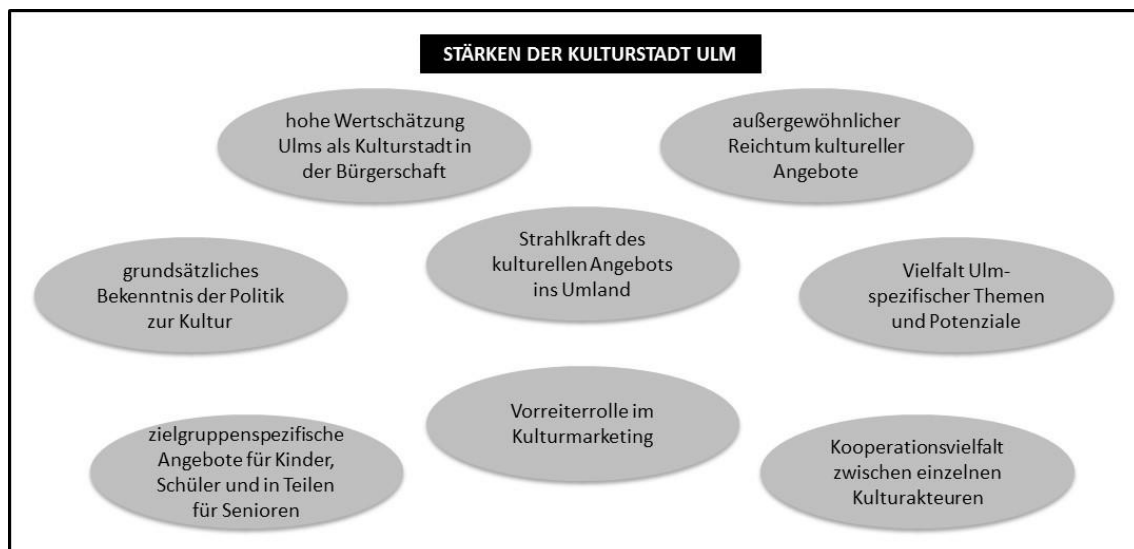 STÄRKEN DER KULTURSTADT ULM
hohe Wertschätzung
Ulms als Kulturstadt in
der Bürgerschaft
außergewöhnlicher
Reichtum kultureller
Angebote
grundsätzliches
Bekenntnis der Politik
zur Kultur
Strahlkraft des
kulturellen Angebots
ins Umland
Vielfalt Ulm-
spezifischer Themen
und Potenziale
zielgruppenspezifische
Angebote für Kinder,
Schüler und in Teilen
für Senioren
Vorreiterrolle im
Kulturmarketing
Kooperationsvielfalt
zwischen einzelnen
Kulturakteuren